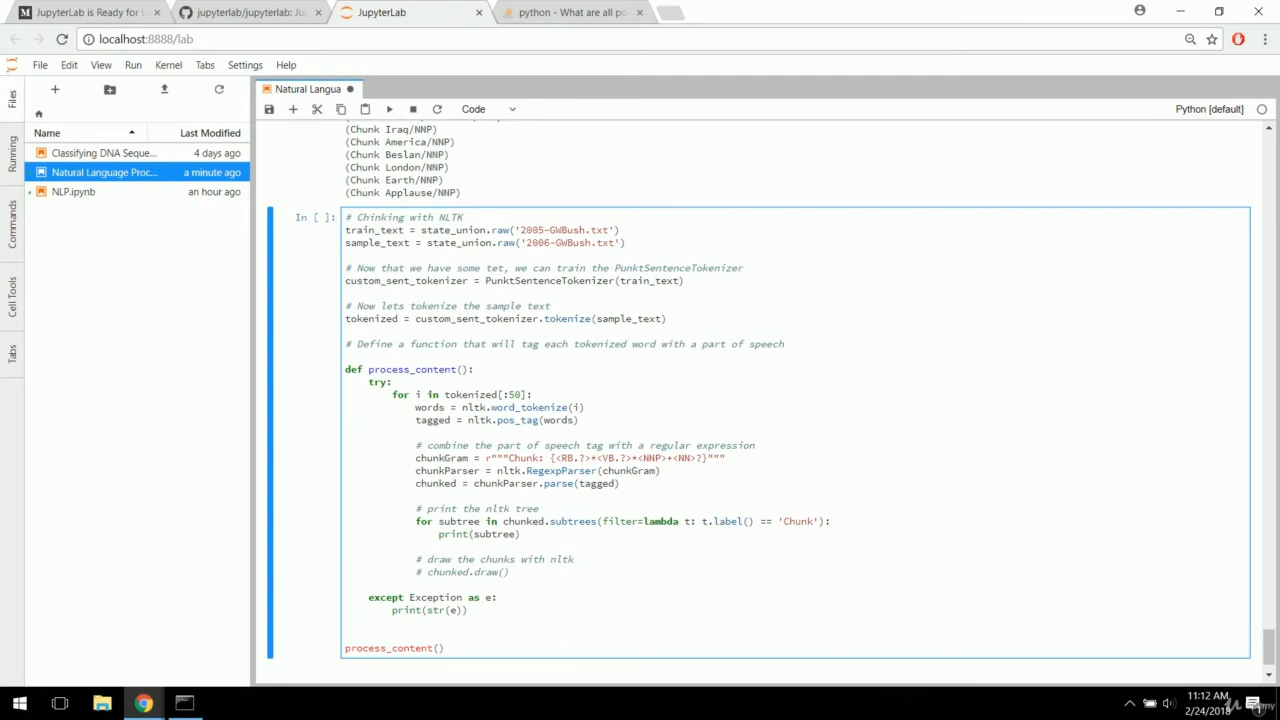 JupyterLab is Ready for
jupyterlab/jupyterlab: Ju
JupyterLab
python - What are all po
localhost:8888/lab
File Edit View Run Kernel Tabs Settings Help
Files
Running
Commands
Cell Tools
Tabs
Name Last Modified
Classifying DNA Seque... 4 days ago
Natural Language Proc... a minute ago
NLP.ipynb an hour ago
Natural Langua
Code Python [default]
(Chunk Iraq/NNP)
(Chunk America/NNP)
(Chunk Beslan/NNP)
(Chunk London/NNP)
(Chunk Earth/NNP)
(Chunk Applause/NNP)
In [ ]:
# Chinking with NLTK
train_text = state_union.raw('2005-GWBush.txt')
sample_text = state_union.raw('2006-GWBush.txt')
# Now that we have some tet, we can train the PunktSentenceTokenizer
custom_sent_tokenizer = PunktSentenceTokenizer(train_text)
# Now lets tokenize the sample text
tokenized = custom_sent_tokenizer.tokenize(sample_text)
# Define a function that will tag each tokenized word with a part of speech
def process_content():
try:
for i in tokenized[:50]:
words = nltk.word_tokenize(i)
tagged = nltk.pos_tag(words)
# combine the part of speech tag with a regular expression
chunkGram = r"""Chunk: {<RB.?>*<VB.?>*<NNP>+<NN>?}"""
chunkParser = nltk.RegexpParser(chunkGram)
chunked = chunkParser.parse(tagged)
# print the nltk tree
for subtree in chunked.subtrees(filter=lambda t: t.label() == 'Chunk'):
print(subtree)
# draw the chunks with nltk
# chunked.draw()
except Exception as e:
print(str(e))
process_content()
11:12 AM
2/24/2018